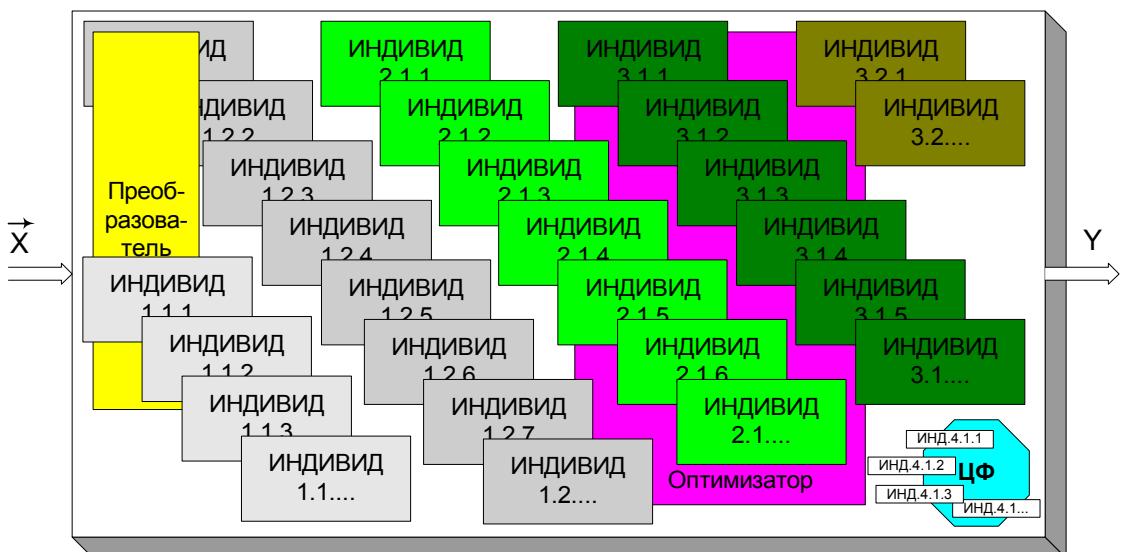 X
Преоб-
разова-
тель
ИНДИВИД
1.1.1
ИНДИВИД
1.1.2
ИНДИВИД
1.1.3
ИНДИВИД
1.1....
ИНДИВИД
1.2.2
ИНДИВИД
1.2.3
ИНДИВИД
1.2.4
ИНДИВИД
1.2.5
ИНДИВИД
1.2.6
ИНДИВИД
1.2.7
ИНДИВИД
1.2....
ИНДИВИД
2.1.1
ИНДИВИД
2.1.2
ИНДИВИД
2.1.3
ИНДИВИД
2.1.4
ИНДИВИД
2.1.5
ИНДИВИД
2.1.6
ИНДИВИД
2.1....
Оптимизатор
ИНДИВИД
3.1.1
ИНДИВИД
3.1.2
ИНДИВИД
3.1.3
ИНДИВИД
3.1.4
ИНДИВИД
3.1.5
ИНДИВИД
3.1....
ИНДИВИД
3.2.1
ИНДИВИД
3.2....
ИНД.4.1.1
ИНД.4.1.2
ЦФ
ИНД.4.1.3
ИНД.4.1...
Y